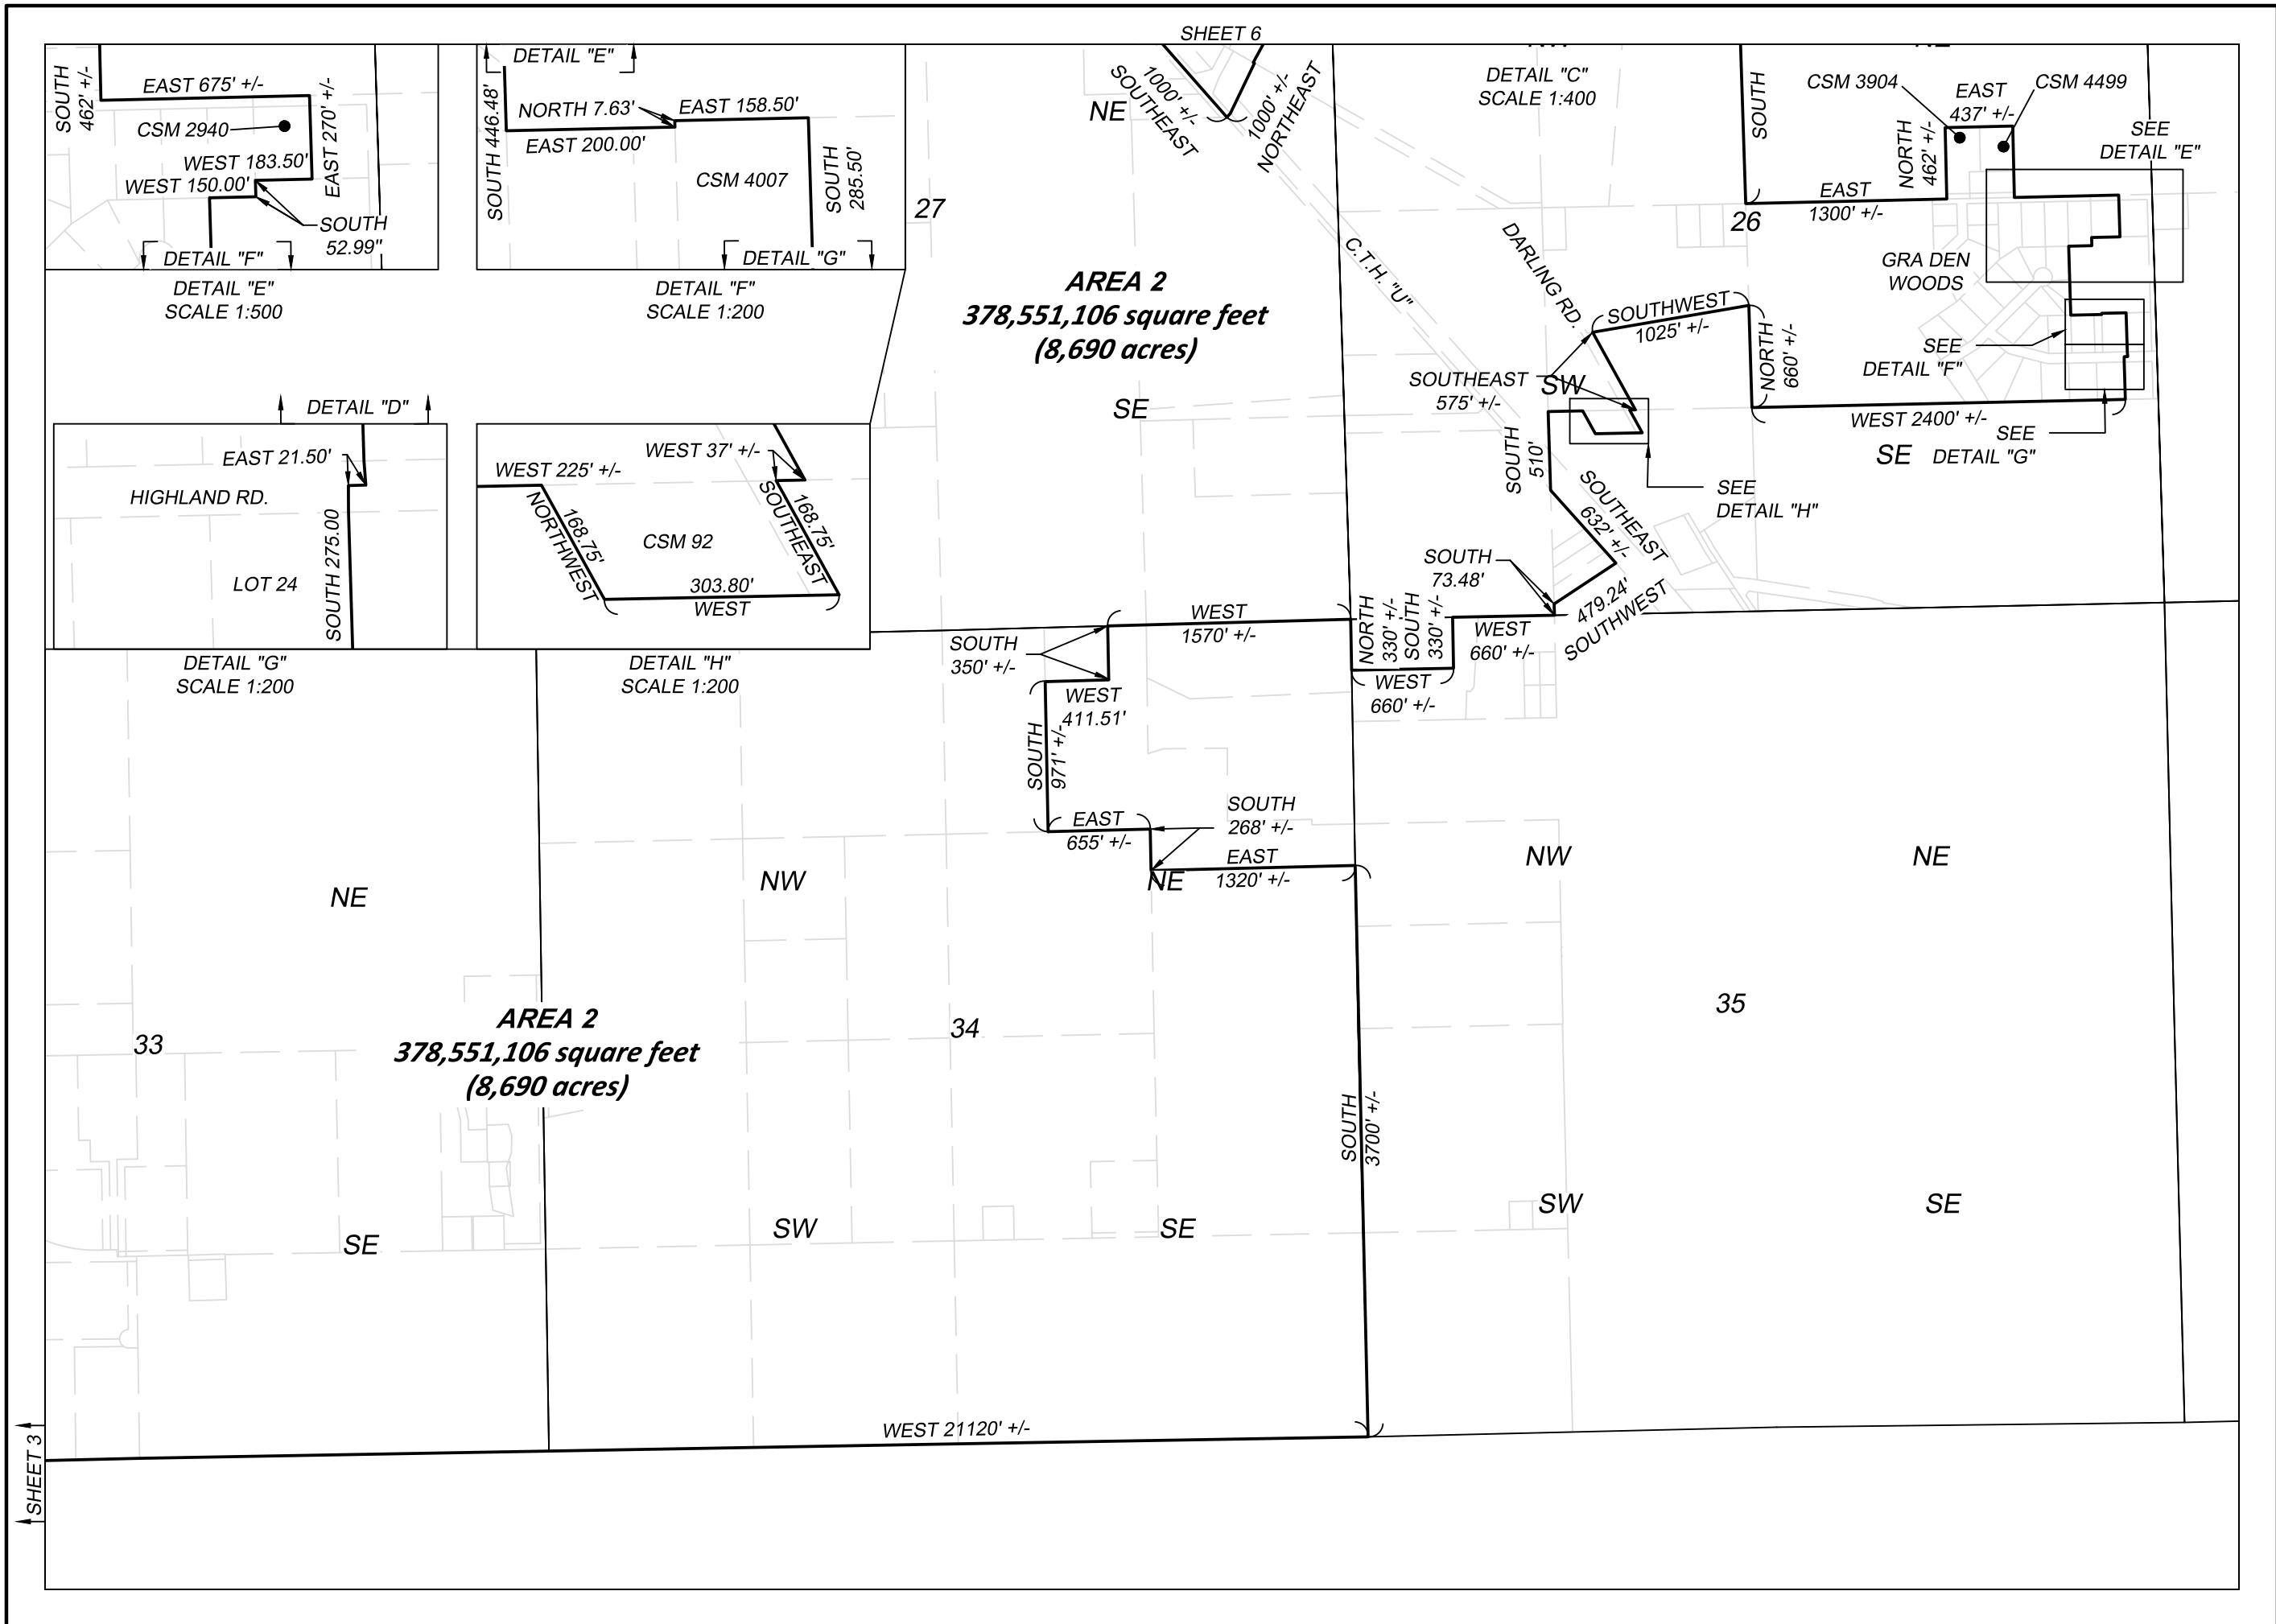 SHEET 6
SOUTH
462' +/-
EAST 675' +/-
CSM 2940
EAST 270' +/-
WEST 183.50'
WEST 150.00'
SOUTH
52.99"
DETAIL "F"
DETAIL "E"
SCALE 1:500
DETAIL "E"
SOUTH 446.48'
NORTH 7.63'
EAST 158.50'
EAST 200.00'
CSM 4007
SOUTH
285.50'
DETAIL "G"
DETAIL "F"
SCALE 1:200
DETAIL "D"
EAST 21.50'
HIGHLAND RD.
SOUTH 275.00
LOT 24
DETAIL "G"
SCALE 1:200
WEST 225' +/-
WEST 37' +/-
168.75'
NORTHWEST
CSM 92
168.75'
SOUTHEAST
303.80'
WEST
DETAIL "H"
SCALE 1:200
NE
1000' +/-
SOUTHEAST
1000' +/-
NORTHEAST
27
AREA 2
378,551,106 square feet
(8,690 acres)
SE
C.T.H. "U"
DETAIL "C"
SCALE 1:400
SOUTH
CSM 3904
EAST
437' +/-
CSM 4499
SEE
DETAIL "E"
NORTH
462' +/-
EAST
1300' +/-
26
DARLING RD.
GRA DEN
WOODS
SOUTHWEST
1025' +/-
NORTH
660' +/-
SEE
DETAIL "F"
SOUTHEAST
575' +/-
SW
WEST 2400' +/-
SEE
DETAIL "G"
SE
SOUTH
510'
SEE
DETAIL "H"
SOUTHEAST
632' +/-
SOUTH
73.48'
479.24'
SOUTHWEST
WEST
1570' +/-
NORTH
330' +/-
SOUTH
330' +/-
WEST
660' +/-
WEST
660' +/-
SOUTH
350' +/-
WEST
411.51'
SOUTH
971' +/-
EAST
655' +/-
SOUTH
268' +/-
EAST
1320' +/-
NE
NW
NE
NW
NE
33
AREA 2
378,551,106 square feet
(8,690 acres)
34
35
SOUTH
3700' +/-
SE
SW
SE
SW
SE
WEST 21120' +/-
SHEET 3